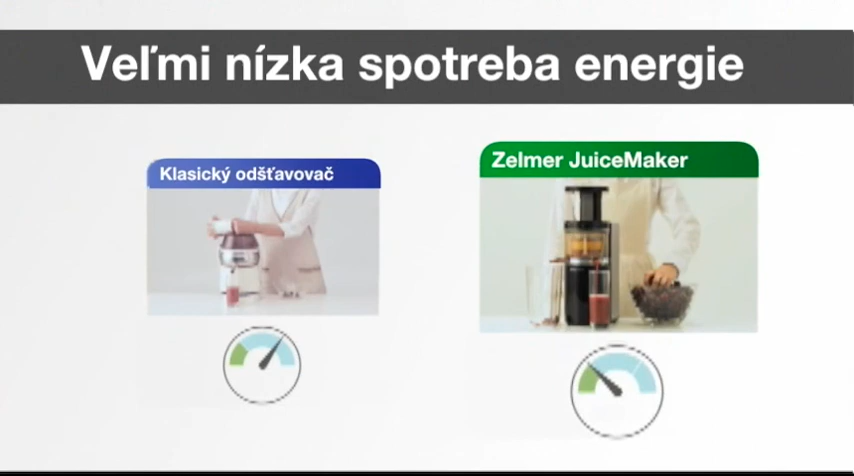 Veľmi nízka spotreba energie
Klasický odšťavovač
Zelmer JuiceMaker